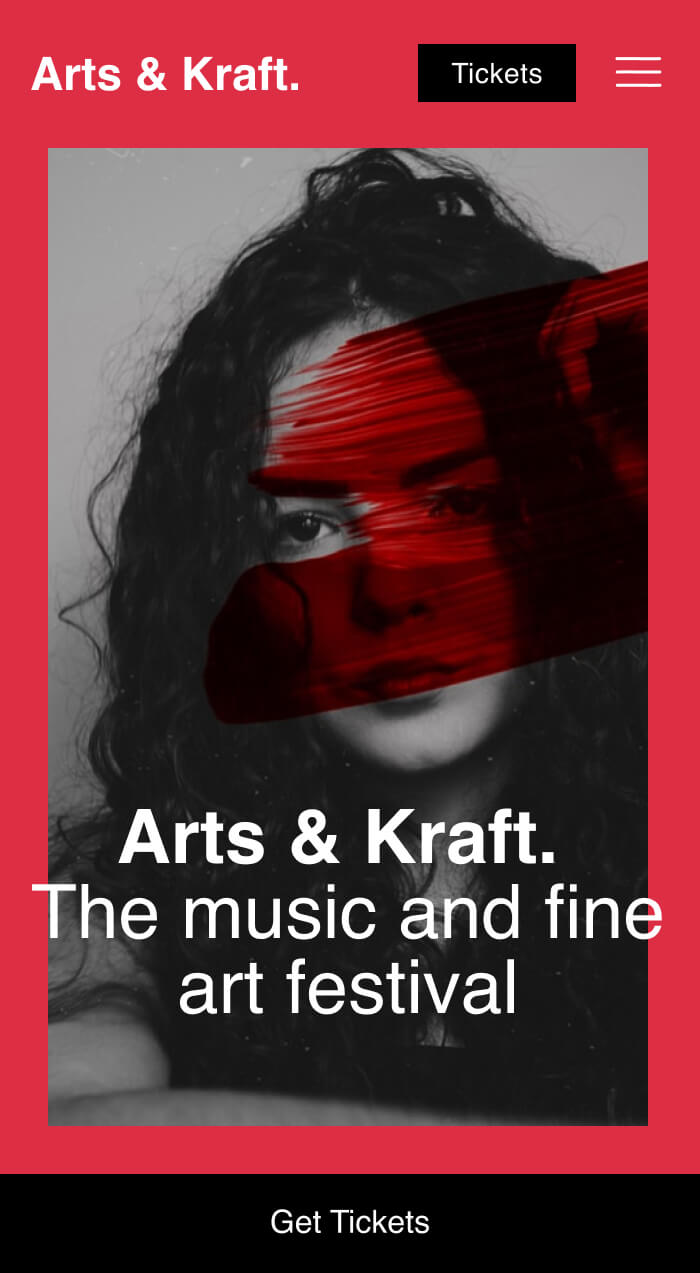 Arts & Kraft.
Tickets
Arts & Kraft.
The music and fine
art festival
Get Tickets